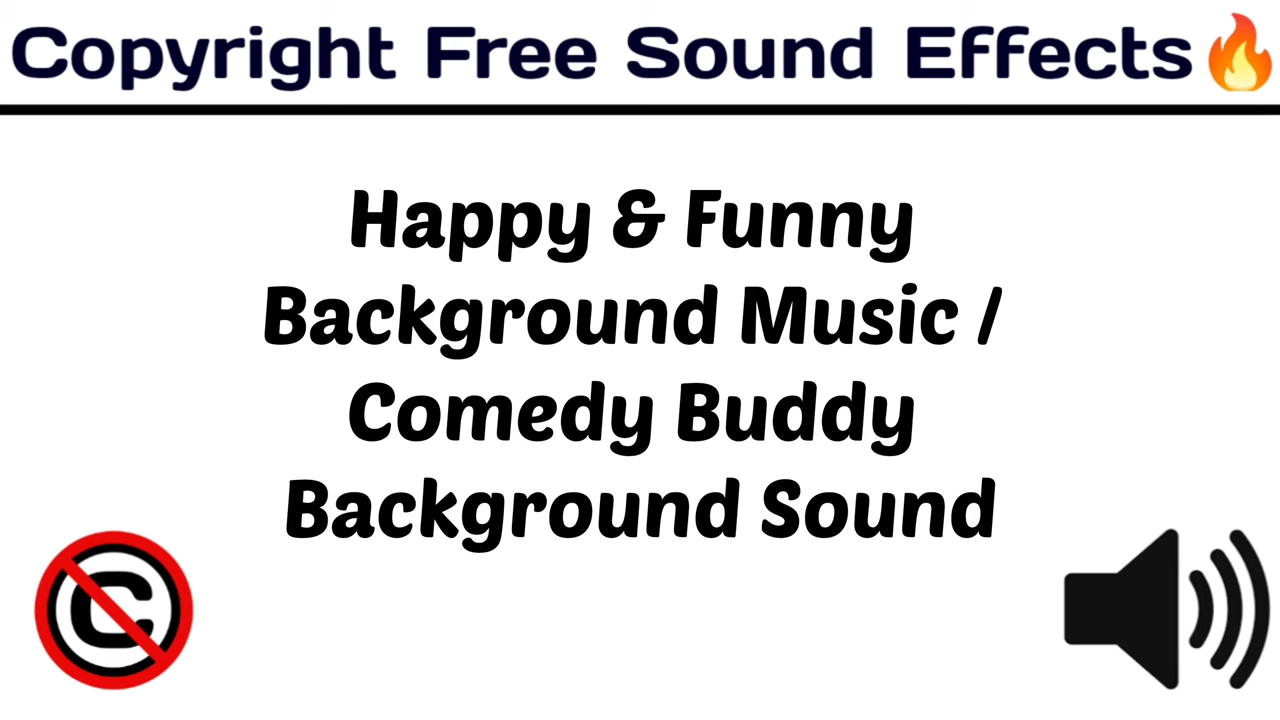 Copyright Free Sound Effects🔥
Happy & Funny
Background Music /
Comedy Buddy
Background Sound
C